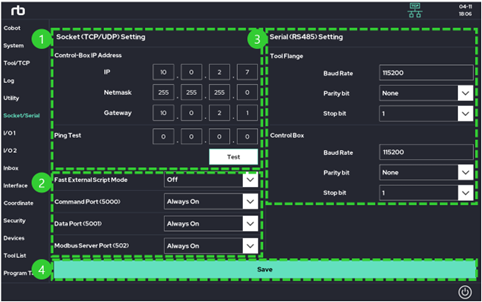 rb
04-11
18:06
Cobot
System
Tool/TCP
Log
Utility
Socket/Serial
I/O 1
I/O 2
Inbox
Interface
Coordinate
Security
Devices
Tool List
Program T
1
Socket (TCP/UDP) Setting
Control-Box IP Address
IP 10 . 0 . 2 . 7
Netmask 255 . 255 . 255 . 0
Gateway 10 . 0 . 2 . 1
Ping Test 0 . 0 . 0 . 0
Test
2
Fast External Script Mode Off
Command Port (5000) Always On
Data Port (5001) Always On
Modbus Server Port (502) Always On
3
Serial (RS485) Setting
Tool Flange
Baud Rate 115200
Parity bit None
Stop bit 1
Control Box
Baud Rate 115200
Parity bit None
Stop bit 1
4
Save